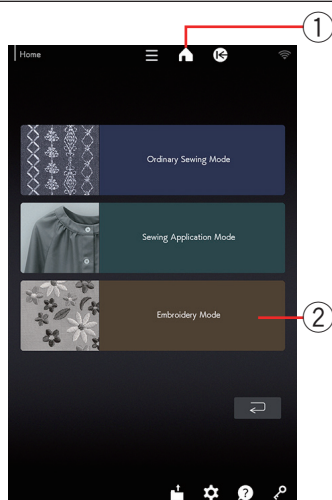 ①
Home
Ordinary Sewing Mode
Sewing Application Mode
Embroidery Mode
②